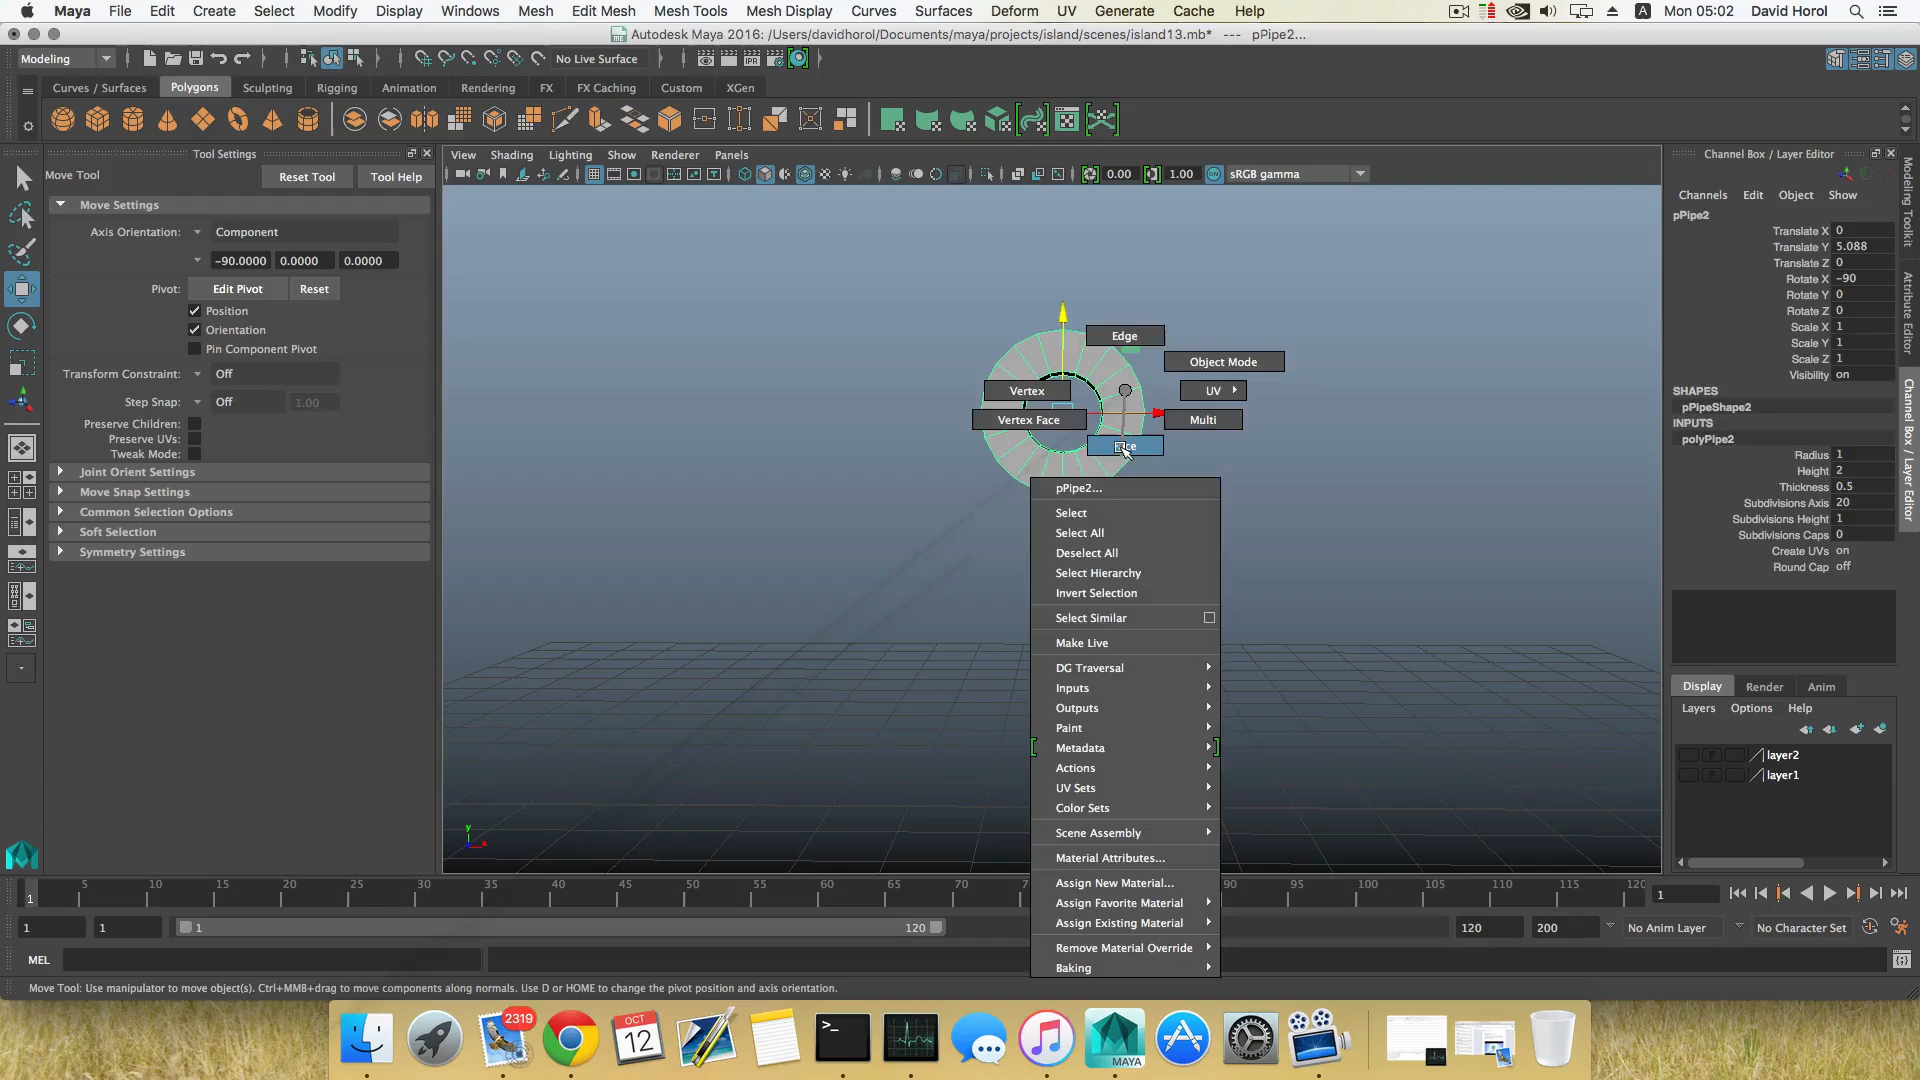 Maya File Edit Create Select Modify Display Windows Mesh Edit Mesh Mesh Tools Mesh Display Curves Surfaces Deform UV Generate Cache Help A Mon 05:02 David Horol
Autodesk Maya 2016: /Users/davidhorol/Documents/maya/projects/island/scenes/island13.mb* --- pPipe2...
Modeling No Live Surface IPR
Curves / Surfaces Polygons Sculpting Rigging Animation Rendering FX FX Caching Custom XGen
Tool Settings
Move Tool Reset Tool Tool Help
Move Settings
Axis Orientation: Component
-90.0000 0.0000 0.0000
Pivot: Edit Pivot Reset
Position
Orientation
Pin Component Pivot
Transform Constraint: Off
Step Snap: Off 1.00
Preserve Children:
Preserve UVs:
Tweak Mode:
Joint Orient Settings
Move Snap Settings
Common Selection Options
Soft Selection
Symmetry Settings
View Shading Lighting Show Renderer Panels
0.00 1.00 ON sRGB gamma
Edge
Object Mode
Vertex UV
Vertex Face Multi
pPipe2...
Select
Select All
Deselect All
Select Hierarchy
Invert Selection
Select Similar
Make Live
DG Traversal
Inputs
Outputs
Paint
Metadata
Actions
UV Sets
Color Sets
Scene Assembly
Material Attributes...
Assign New Material...
Assign Favorite Material
Assign Existing Material
Remove Material Override
Baking
y
x
Channel Box / Layer Editor
Channels Edit Object Show
pPipe2
Translate X 0
Translate Y 5.088
Translate Z 0
Rotate X -90
Rotate Y 0
Rotate Z 0
Scale X 1
Scale Y 1
Scale Z 1
Visibility on
SHAPES
pPipeShape2
INPUTS
polyPipe2
Radius 1
Height 2
Thickness 0.5
Subdivisions Axis 20
Subdivisions Height 1
Subdivisions Caps 0
Create UVs on
Round Cap off
Display Render Anim
Layers Options Help
P layer2
P layer1
Modeling Toolkit
Attribute Editor
Channel Box / Layer Editor
1 5 10 15 20 25 30 35 40 45 50 55 60 65 70 90 95 100 105 110 115 120 1
1 1 1 120 120 200 No Anim Layer No Character Set
MEL
Move Tool: Use manipulator to move object(s). Ctrl+MMB+drag to move components along normals. Use D or HOME to change the pivot position and axis orientation.
2319
OCT
12
MAYA